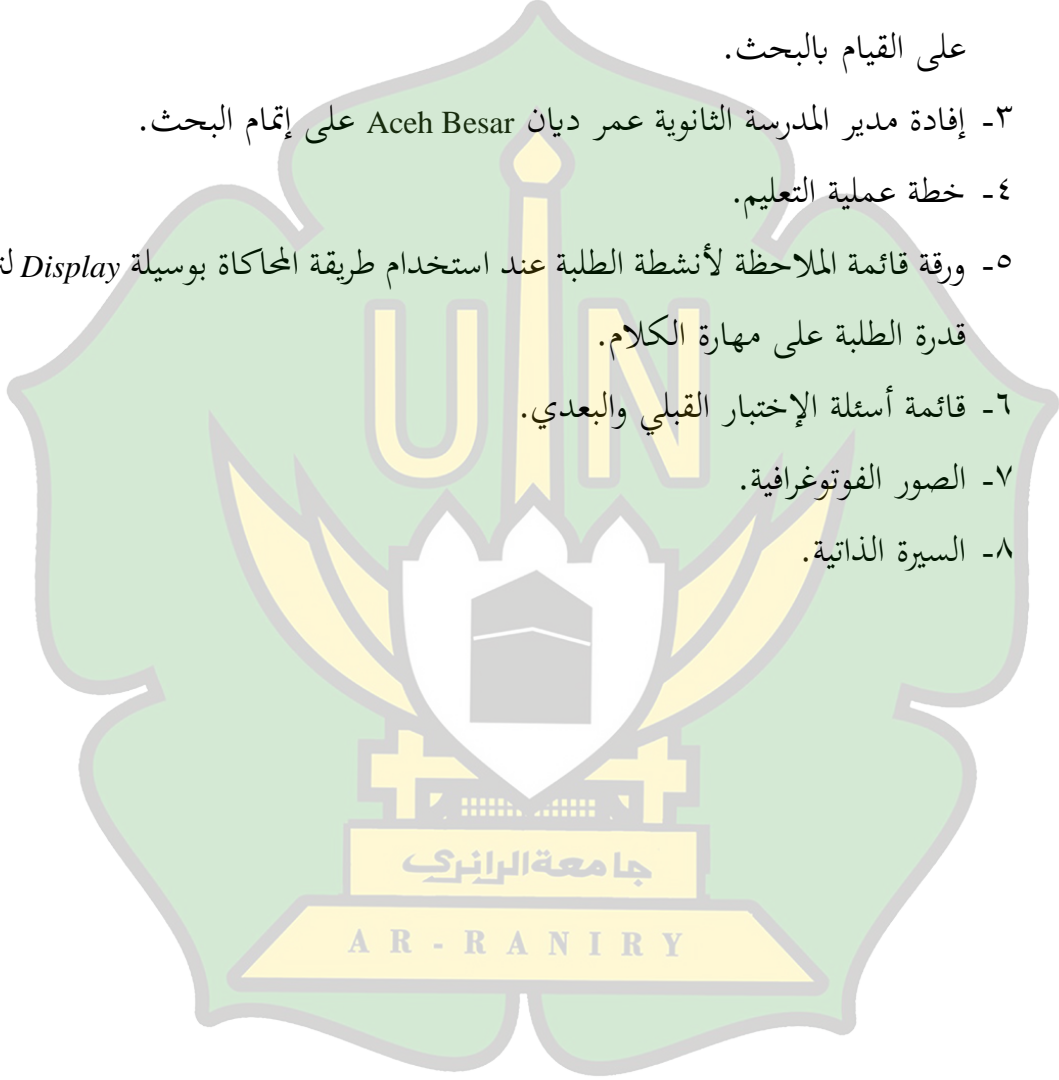 على القيام بالبحث.
٣- إفادة مدير المدرسة الثانوية عمر ديان Aceh Besar على إتمام البحث.
٤- خطة عملية التعليم.
٥- ورقة قائمة الملاحظة لأنشطة الطلبة عند استخدام طريقة المحاكاة بوسيلة Display
قدرة الطلبة على مهارة الكلام.
٦- قائمة أسئلة الإختبار القبلي والبعدي.
٧- الصور الفوتوغرافية.
٨- السيرة الذاتية.
UIN
جامعة الرانري
AR-RANIRY